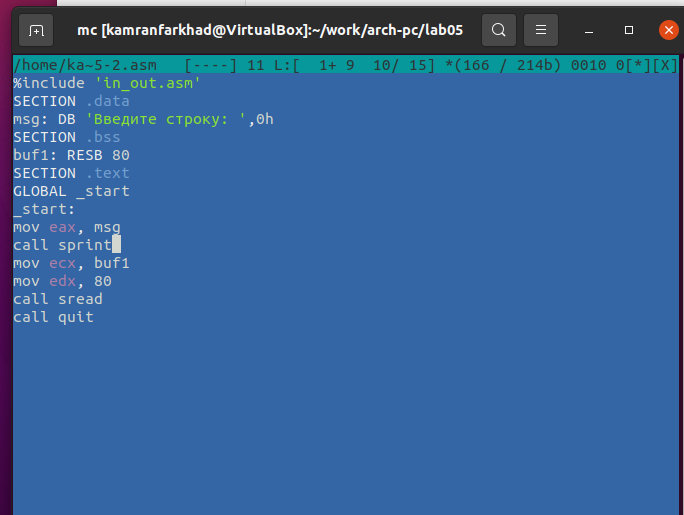 mc [kamranfarkhad@VirtualBox]:~/work/arch-pc/lab05
/home/ka~5-2.asm   [----] 11 L:[  1+ 9  10/ 15] *(166 / 214b) 0010 0[*][X]
%include 'in_out.asm'
SECTION .data
msg: DB 'Введите строку: ',0h
SECTION .bss
buf1: RESB 80
SECTION .text
GLOBAL _start
_start:
mov eax, msg
call sprint
mov ecx, buf1
mov edx, 80
call sread
call quit